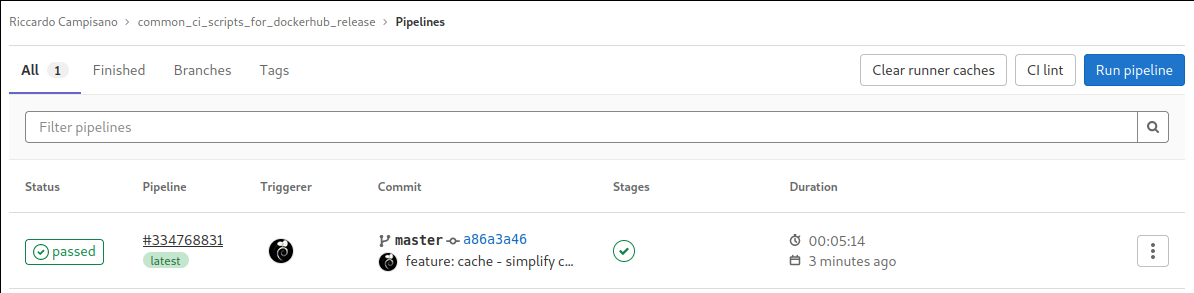 Riccardo Campisano > common_ci_scripts_for_dockerhub_release > Pipelines
All 1 Finished Branches Tags Clear runner caches CI lint Run pipeline
Filter pipelines
Status Pipeline Triggerer Commit Stages Duration
passed #334768831 master a86a3a46 00:05:14
latest feature: cache - simplify c... 3 minutes ago